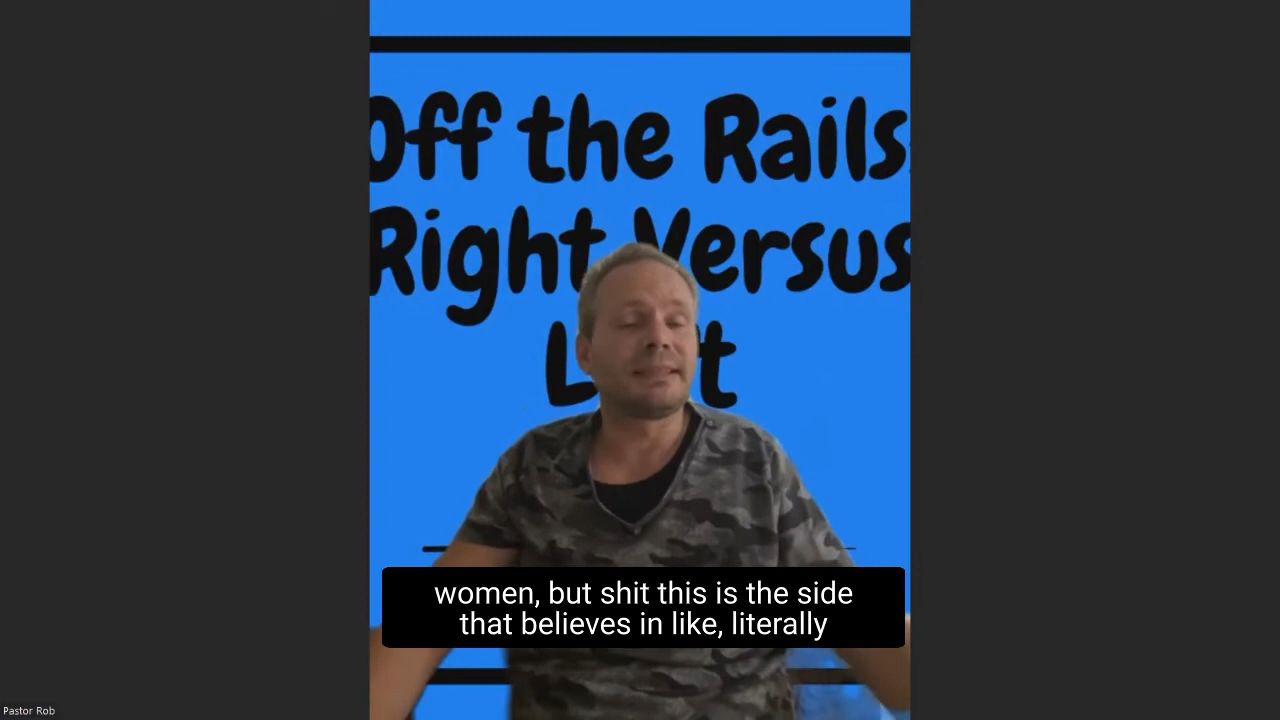 Off the Rails
Right Versus
L t
women, but shit this is the side
that believes in like, literally
Pastor Rob